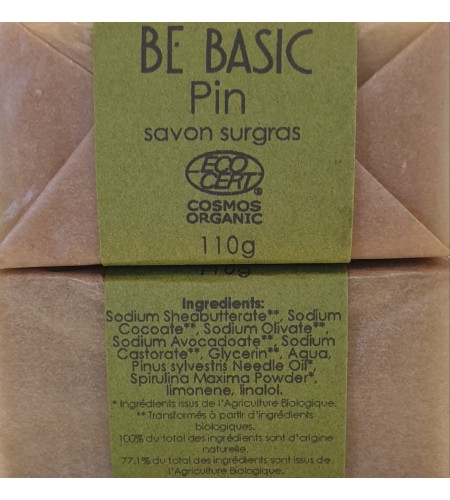 BE BASIC
Pin
savon surgras
ECO
CERT®
COSMOS
ORGANIC
110g
110g
Ingredients:
Sodium Sheabutterate**, Sodium
Cocoate**, Sodium Olivate**,
Sodium Avocadoate**, Sodium
Castorate**, Glycerin**, Aqua,
Pinus sylvestris Needle Oil*,
Spirulina Maxima Powder*,
limonene, linalol.
* Ingrédients issus de l'Agriculture Biologique.
** Transformés à partir d'ingrédients
biologiques.
100% du total des ingrédients sont d'origine
naturelle.
77,1% du total des ingrédients sont issus de
l'Agriculture Biologique.